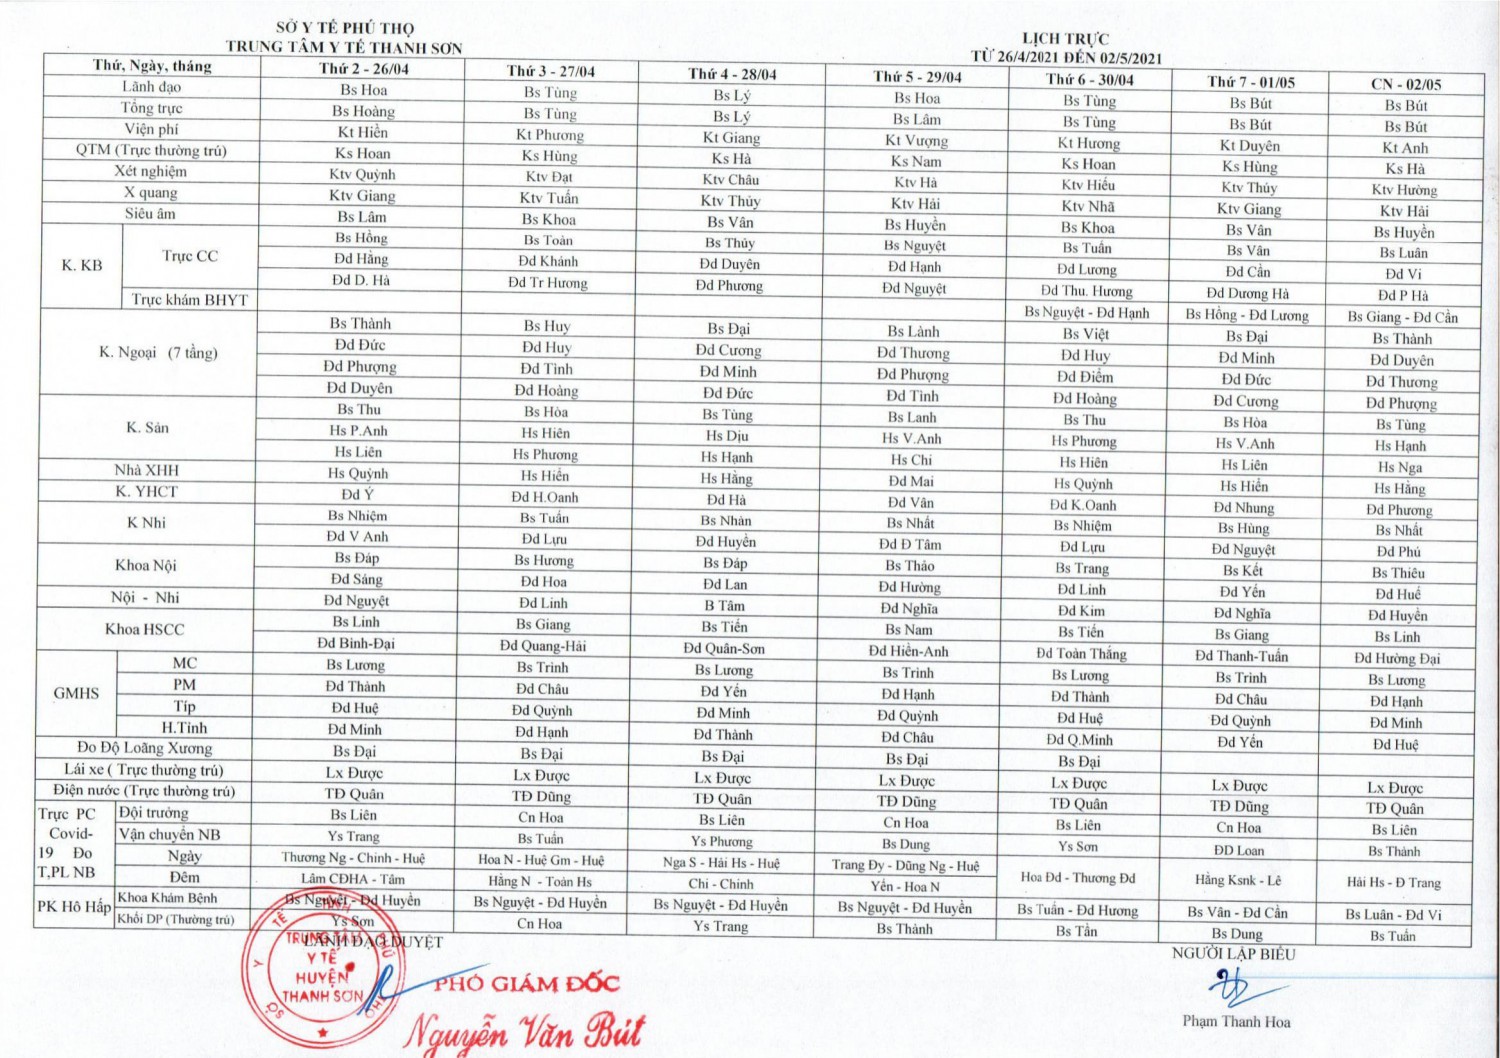 SỞ Y TẾ PHÚ THỌ
TRUNG TÂM Y TẾ THANH SƠN
LỊCH TRỰC
TỪ 26/4/2021 ĐẾN 02/5/2021
Thứ, Ngày, tháng Thứ 2 - 26/04 Thứ 3 - 27/04 Thứ 4 - 28/04 Thứ 5 - 29/04 Thứ 6 - 30/04 Thứ 7 - 01/05 CN - 02/05
Lãnh đạo Bs Hoa Bs Tùng Bs Lý Bs Hoa Bs Tùng Bs Bút Bs Bút
Tổng trực Bs Hoàng Bs Tùng Bs Lý Bs Lâm Bs Tùng Bs Bút Bs Bút
Viện phí Kt Hiền Kt Phương Kt Giang Kt Vượng Kt Hương Kt Duyên Kt Anh
QTM (Trực thường trú) Ks Hoan Ks Hùng Ks Hà Ks Nam Ks Hoan Ks Hùng Ks Hà
Xét nghiệm Ktv Quỳnh Ktv Đạt Ktv Châu Ktv Hà Ktv Hiếu Ktv Thủy Ktv Hường
X quang Ktv Giang Ktv Tuấn Ktv Thủy Ktv Hải Ktv Nhã Ktv Giang Ktv Hải
Siêu âm Bs Lâm Bs Khoa Bs Vân Bs Huyền Bs Khoa Bs Vân Bs Huyền
K. KB Trực CC Bs Hồng Bs Toàn Bs Thủy Bs Nguyệt Bs Tuấn Bs Vân Bs Luân
Đd Hằng Đd Khánh Đd Duyên Đd Hạnh Đd Lương Đd Cần Đd Vi
Đd D. Hà Đd Tr Hương Đd Phương Đd Nguyệt Đd Thu. Hương Đd Dương Hà Đd P Hà
Trực khám BHYT Bs Nguyệt - Đd Hạnh Bs Hồng - Đd Lương Bs Giang - Đd Cần
K. Ngoại (7 tầng) Bs Thành Bs Huy Bs Đại Bs Lành Bs Việt Bs Đại Bs Thành
Đd Đức Đd Huy Đd Cương Đd Thương Đd Huy Đd Minh Đd Duyên
Đd Phượng Đd Tình Đd Minh Đd Phượng Đd Điểm Đd Đức Đd Thương
Đd Duyên Đd Hoàng Đd Đức Đd Tình Đd Hoàng Đd Cương Đd Phượng
K. Sản Bs Thu Bs Hòa Bs Tùng Bs Lanh Bs Thu Bs Hòa Bs Tùng
Hs P.Anh Hs Hiên Hs Dịu Hs V.Anh Hs Phương Hs V.Anh Hs Hạnh
Hs Liên Hs Phương Hs Hạnh Hs Chi Hs Hiên Hs Liên Hs Nga
Nhà XHH Hs Quỳnh Hs Hiền Hs Hằng Đd Mai Hs Quỳnh Hs Hiền Hs Hằng
K. YHCT Đd Ý Đd H.Oanh Đd Hà Đd Vân Đd K.Oanh Đd Nhung Đd Phương
K Nhi Bs Nhiệm Bs Tuấn Bs Nhàn Bs Nhất Bs Nhiệm Bs Hùng Bs Nhất
Đd V Anh Đd Lựu Đd Huyền Đd Đ Tâm Đd Lựu Đd Nguyệt Đd Phú
Khoa Nội Bs Đáp Bs Hương Bs Đáp Bs Thảo Bs Trang Bs Kết Bs Thiêu
Đd Sáng Đd Hoa Đd Lan Đd Hường Đd Linh Đd Yến Đd Huế
Nội - Nhi Đd Nguyệt Đd Linh B Tâm Đd Nghĩa Đd Kim Đd Nghĩa Đd Huyền
Khoa HSCC Bs Linh Bs Giang Bs Tiến Bs Nam Bs Tiến Bs Giang Bs Linh
Đd Bình-Đại Đd Quang-Hải Đd Quân-Sơn Đd Hiền-Anh Đd Toàn Thắng Đd Thanh-Tuấn Đd Hường Đại
GMHS MC Bs Lương Bs Trinh Bs Lương Bs Trinh Bs Lương Bs Trinh Bs Lương
PM Đd Thành Đd Châu Đd Yến Đd Hạnh Đd Thành Đd Châu Đd Hạnh
Tip Đd Huệ Đd Quỳnh Đd Minh Đd Quỳnh Đd Huệ Đd Quỳnh Đd Minh
H.Tỉnh Đd Minh Đd Hạnh Đd Thành Đd Châu Đd Q.Minh Đd Yến Đd Huệ
Đo Độ Loãng Xương Bs Đại Bs Đại Bs Đại Bs Đại Bs Đại
Lái xe ( Trực thường trú) Lx Được Lx Được Lx Được Lx Được Lx Được Lx Được Lx Được
Điện nước (Trực thường trú) TĐ Quân TĐ Dũng TĐ Quân TĐ Dũng TĐ Quân TĐ Dũng TĐ Quân
Trực PC Covid-19 Đo T,PL NB Đội trưởng Bs Liên Cn Hoa Bs Liên Cn Hoa Bs Liên Cn Hoa Bs Liên
Vận chuyển NB Ys Trang Bs Tuấn Ys Phương Bs Dung Ys Sơn ĐD Loan Bs Thành
Ngày Thương Ng - Chinh - Huệ Hoa N - Huệ Gm - Huệ Nga S - Hải Hs - Huệ Trang Đy - Dũng Ng - Huệ Hoa Đd - Thương Đd Hằng Ksnk - Lê Hải Hs - Đ Trang
Đêm Lâm CĐHA - Tâm Hằng N - Toàn Hs Chi - Chinh Yến - Hoa N
PK Hô Hấp Khoa Khám Bệnh Bs Nguyệt - Đd Huyền Bs Nguyệt - Đd Huyền Bs Nguyệt - Đd Huyền Bs Nguyệt - Đd Huyền Bs Tuấn - Đd Hương Bs Vân - Đd Cần Bs Luân - Đd Vi
Khối DP (Thường trú) Ys Sơn Cn Hoa Ys Trang Bs Thành Bs Tần Bs Dung Bs Tuấn
LÃNH ĐẠO DUYỆT
NGƯỜI LẬP BIỂU
TRUNG TÂM
Y TẾ
HUYỆN
THANH SƠN
PHÓ GIÁM ĐỐC
Nguyễn Văn Bút
Phạm Thanh Hoa